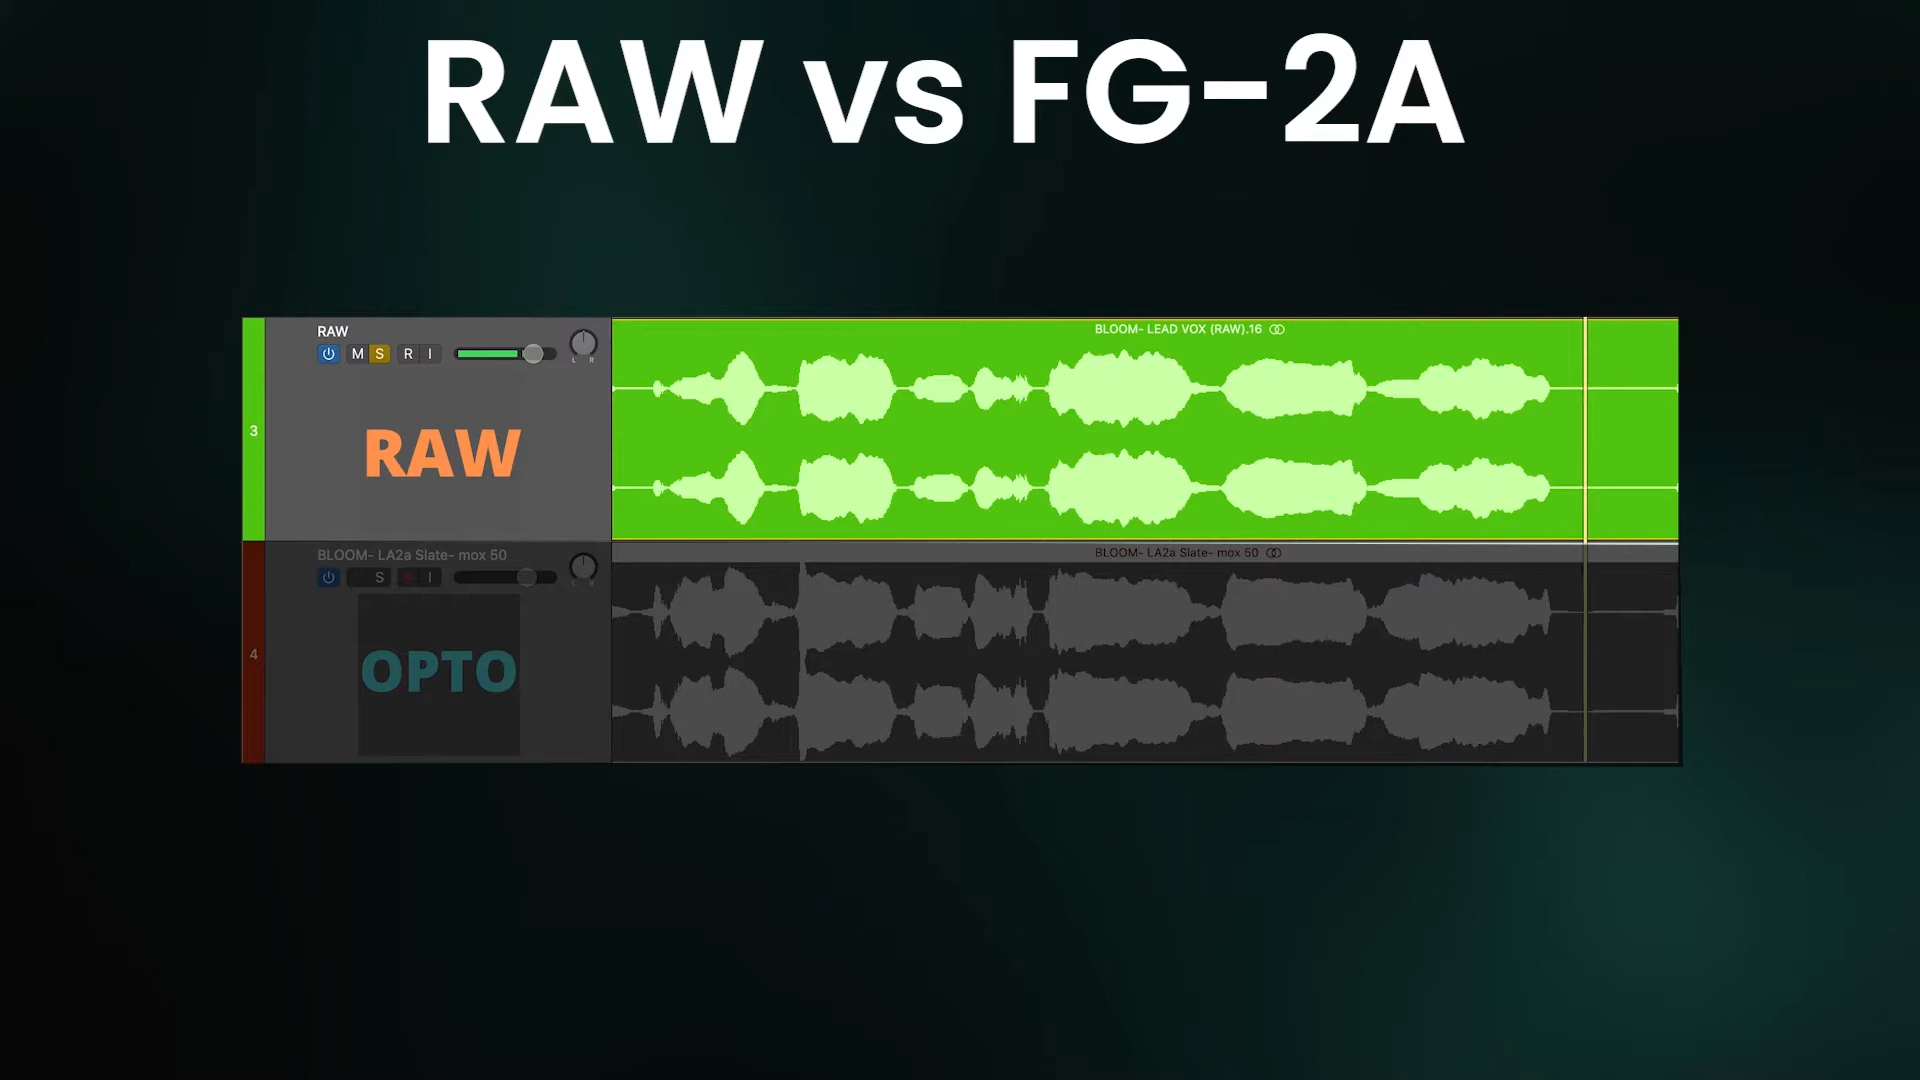 RAW vs FG-2A
RAW
BLOOM- LEAD VOX (RAW).16
M S R I
L R
3
RAW
BLOOM- LA2a Slate- mox 50
BLOOM- LA2a Slate- mox 50
S I
L R
4
OPTO